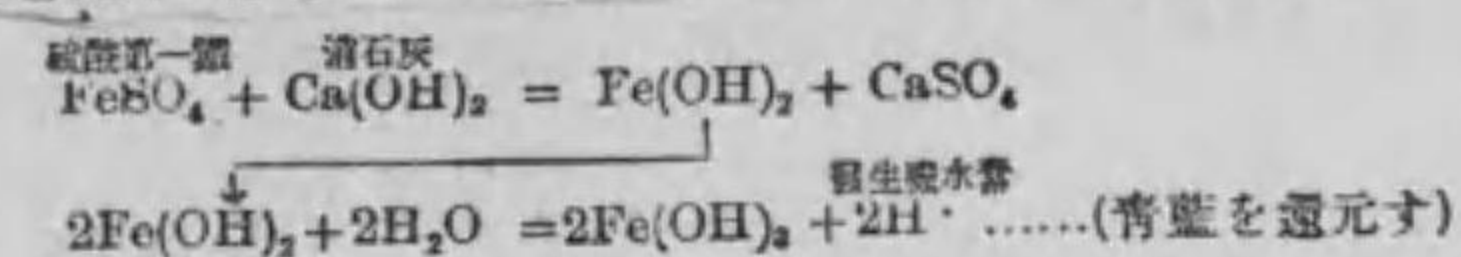 硫酸第一鐵 消石灰
FeSO₄ + Ca(OH)₂ = Fe(OH)₂ + CaSO₄
發生期水素
2Fe(OH)₂+2H₂O =2Fe(OH)₃ +2H・ ……(青藍を還元す)